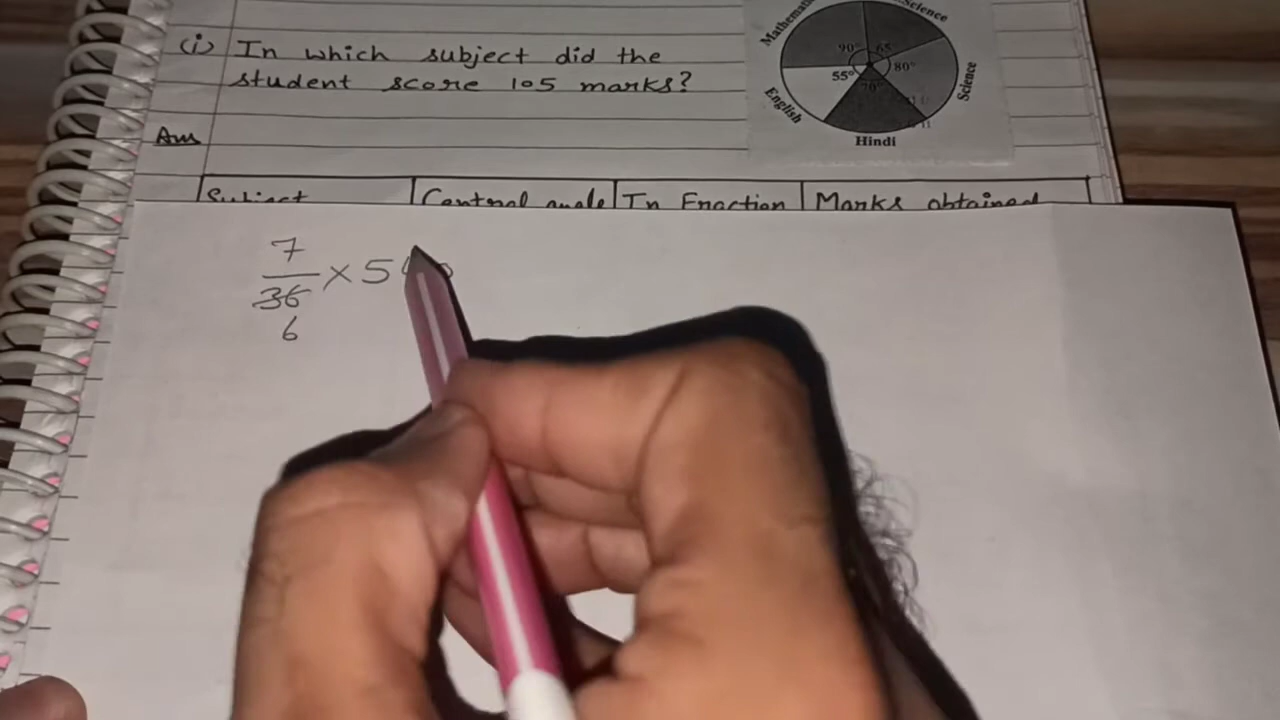 (i) In which subject did the
student score 105 marks?
Ans
Science
90° 65°
80°
55°
70°
Science
English
Hindi
Subject Central angle In Fraction Marks obtained
7
36 × 5
6